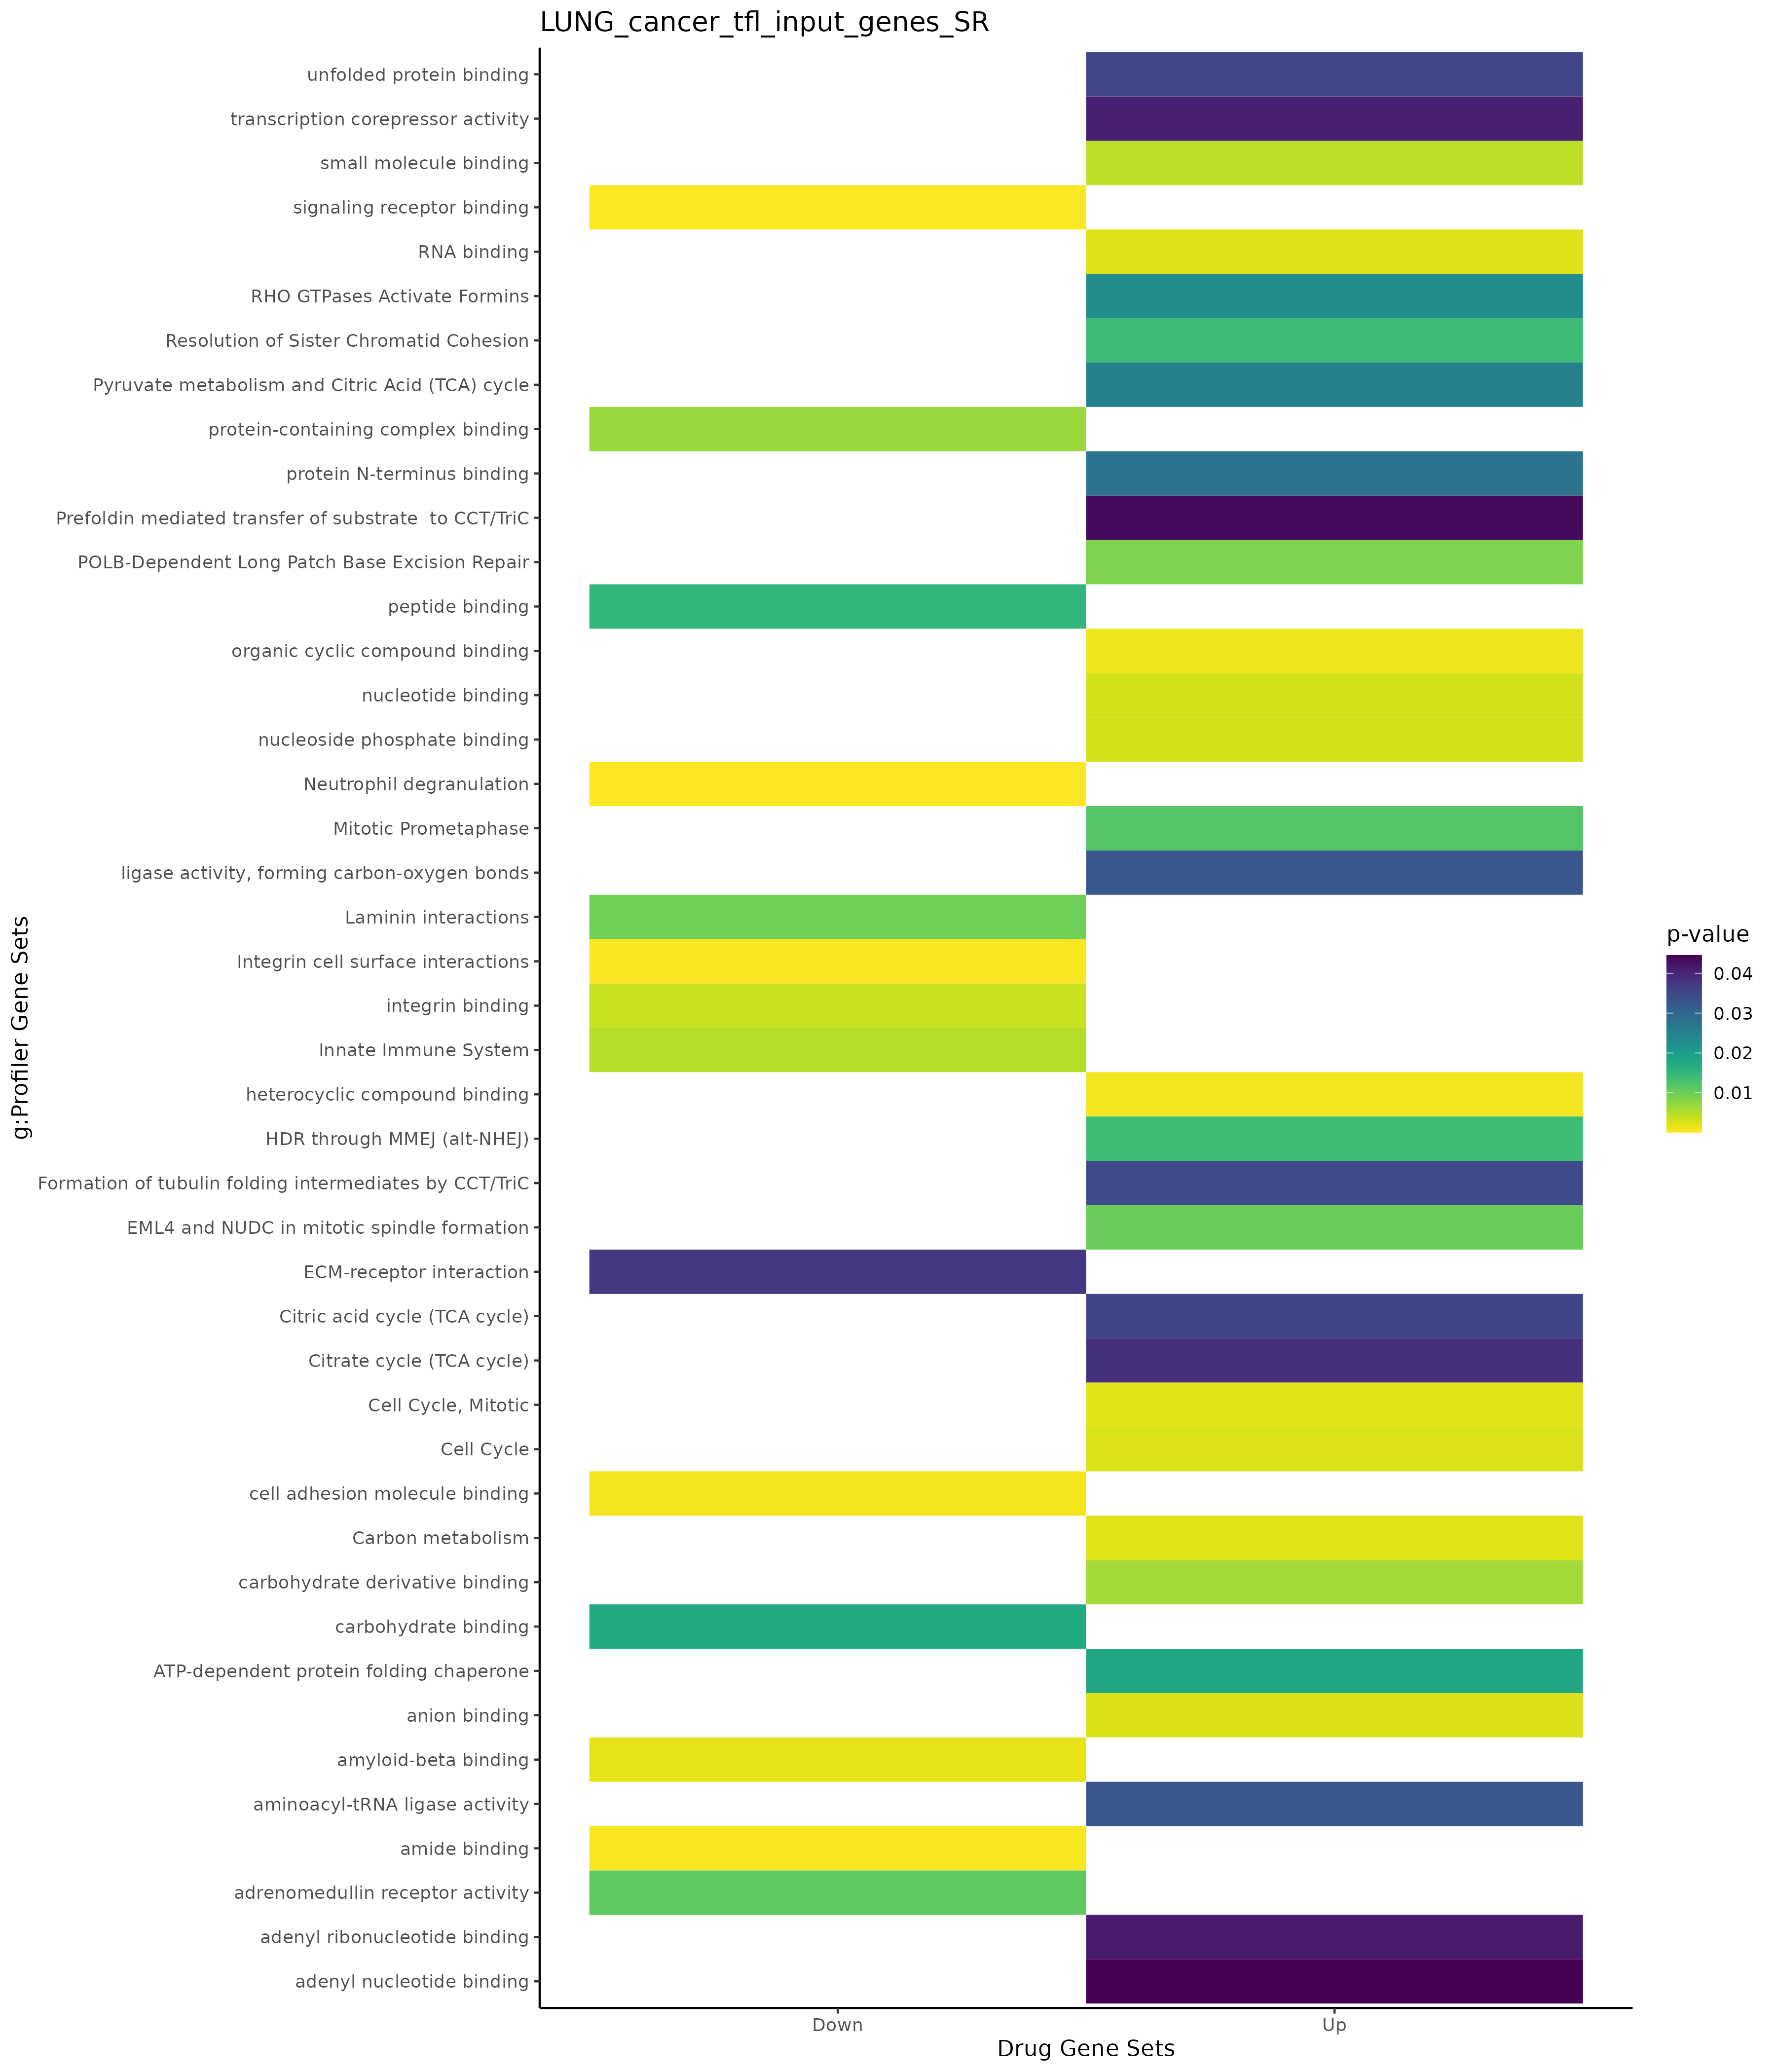 LUNG_cancer_tfl_input_genes_SR
unfolded protein binding
transcription corepressor activity
small molecule binding
signaling receptor binding
RNA binding
RHO GTPases Activate Formins
Resolution of Sister Chromatid Cohesion
Pyruvate metabolism and Citric Acid (TCA) cycle
protein-containing complex binding
protein N-terminus binding
Prefoldin mediated transfer of substrate  to CCT/TriC
POLB-Dependent Long Patch Base Excision Repair
peptide binding
organic cyclic compound binding
nucleotide binding
nucleoside phosphate binding
Neutrophil degranulation
Mitotic Prometaphase
ligase activity, forming carbon-oxygen bonds
Laminin interactions
Integrin cell surface interactions
integrin binding
Innate Immune System
heterocyclic compound binding
HDR through MMEJ (alt-NHEJ)
Formation of tubulin folding intermediates by CCT/TriC
EML4 and NUDC in mitotic spindle formation
ECM-receptor interaction
Citric acid cycle (TCA cycle)
Citrate cycle (TCA cycle)
Cell Cycle, Mitotic
Cell Cycle
cell adhesion molecule binding
Carbon metabolism
carbohydrate derivative binding
carbohydrate binding
ATP-dependent protein folding chaperone
anion binding
amyloid-beta binding
aminoacyl-tRNA ligase activity
amide binding
adrenomedullin receptor activity
adenyl ribonucleotide binding
adenyl nucleotide binding
g:Profiler Gene Sets
Down
Up
Drug Gene Sets
p-value
0.04
0.03
0.02
0.01